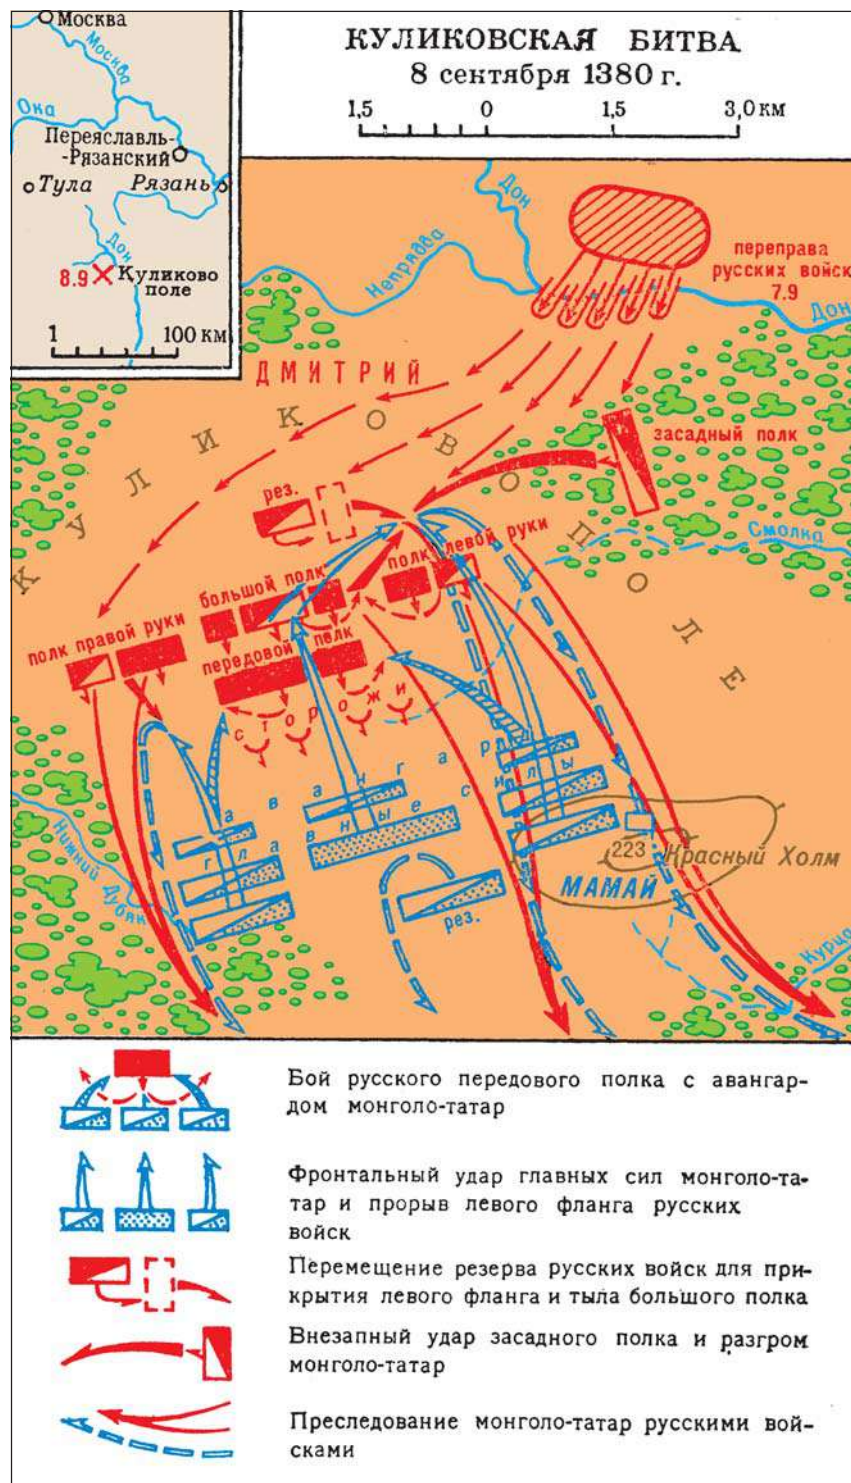 КУЛИКОВСКАЯ БИТВА
8 сентября 1380 г.
1,5 0 1,5 3,0 км
Москва
Москва
Ока
Переяславль-
-Рязанский
Тула
Рязань
Дон
8.9
Куликово
поле
1 100 км
Дон
Непрядва
переправа
русских войск
7.9
Дон
ДМИТРИЙ
КУЛИКОВО ПОЛЕ
засадный полк
рез.
Смолка
полк левой руки
большой полк
полк правой руки
передовой полк
сторожи
авангард
главные силы
Нижний Дубяк
223
Красный Холм
МАМАЙ
рез.
Курца
Бой русского передового полка с авангар-
дом монголо-татар
Фронтальный удар главных сил монголо-та-
тар и прорыв левого фланга русских
войск
Перемещение резерва русских войск для при-
крытия левого фланга и тыла большого полка
Внезапный удар засадного полка и разгром
монголо-татар
Преследование монголо-татар русскими вой-
сками